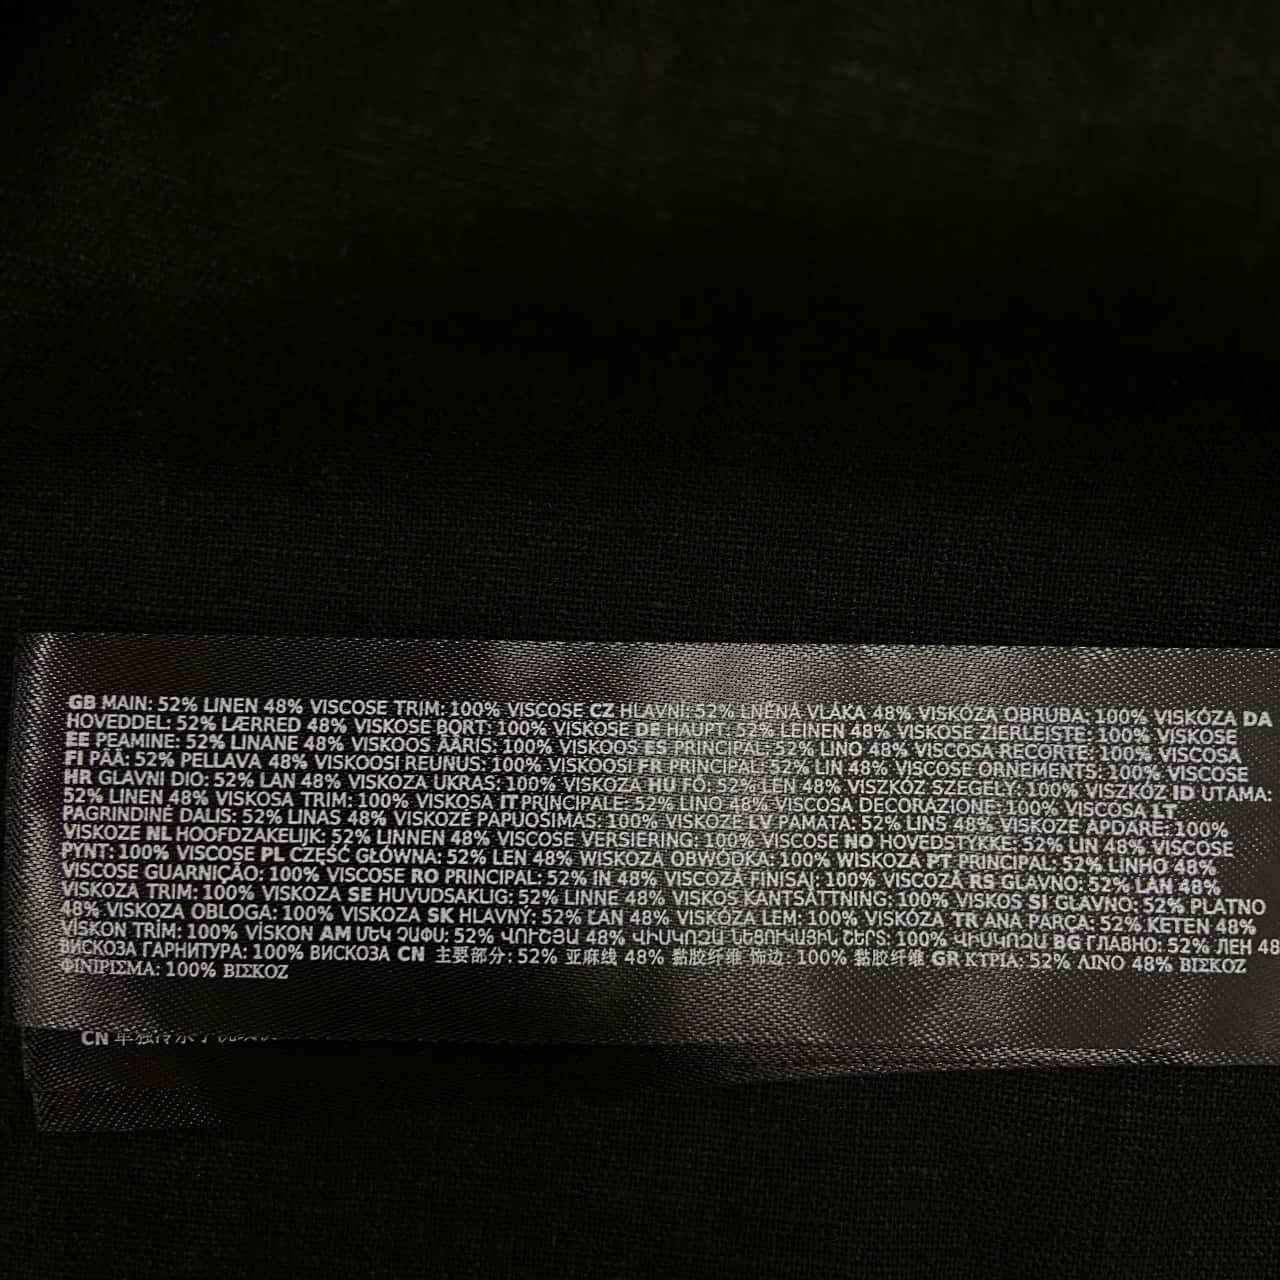 GB MAIN: 52% LINEN 48% VISCOSE TRIM: 100% VISCOSE CZ HLAVNÍ: 52% LNĚNÁ VLÁKA 48% VISKÓZA OBRUBA: 100% VISKÓZA DA
HOVEDDEL: 52% LÆRRED 48% VISKOSE BORT: 100% VISKOSE DE HAUPT: 52% LEINEN 48% VISKOSE ZIERLEISTE: 100% VISKOSE
EE PEAMINE: 52% LINANE 48% VISKOOS ÄÄRIS: 100% VISKOOS ES PRINCIPAL: 52% LINO 48% VISCOSA RECORTE: 100% VISCOSA
FI PÄÄ: 52% PELLAVA 48% VISKOOSI REUNUS: 100% VISKOOSI FR PRINCIPAL: 52% LIN 48% VISCOSE ORNEMENTS: 100% VISCOSE
HR GLAVNI DIO: 52% LAN 48% VISKOZA UKRAS: 100% VISKOZA HU FŐ: 52% LEN 48% VISZKÓZ SZEGÉLY: 100% VISZKÓZ ID UTAMA:
52% LINEN 48% VISKOSA TRIM: 100% VISKOSA IT PRINCIPALE: 52% LINO 48% VISCOSA DECORAZIONE: 100% VISCOSA LT
PAGRINDINĖ DALIS: 52% LINAS 48% VISKOZĖ PAPUOŠIMAS: 100% VISKOZĖ LV PAMATA: 52% LINS 48% VISKOZE APDARE: 100%
VISKOZE NL HOOFDZAKELIJK: 52% LINNEN 48% VISCOSE VERSIERING: 100% VISCOSE NO HOVEDSTYKKE: 52% LIN 48% VISCOSE
PYNT: 100% VISCOSE PL CZĘŚĆ GŁÓWNA: 52% LEN 48% WISKOZA OBWÓDKA: 100% WISKOZA PT PRINCIPAL: 52% LINHO 48%
VISCOSE GUARNIÇÃO: 100% VISCOSE RO PRINCIPAL: 52% IN 48% VISCOZĂ FINISAJ: 100% VISCOZĂ RS GLAVNO: 52% LAN 48%
VISKOZA TRIM: 100% VISKOZA SE HUVUDSAKLIG: 52% LINNE 48% VISKOS KANTSÄTTNING: 100% VISKOS SI GLAVNO: 52% PLATNO
48% VISKOZA OBLOGA: 100% VISKOZA SK HLAVNÝ: 52% ĽAN 48% VISKÓZA LEM: 100% VISKÓZA TR ANA PARÇA: 52% KETEN 48%
VİSKON TRİM: 100% VİSKON AM ՄԵԿ ՉԱՓՍ: 52% ՎՈՒՇՅԱ 48% ՎԻՍԿՈԶԱ ՆԵՑՈՒԿԱՅԻՆ ՇԵՐՏ: 100% ՎԻՍԿՈԶԱ BG ГЛАВНО: 52% ЛЕН 48
ВИСКОЗА ГАРНИТУРА: 100% ВИСКОЗА CN 主要部分: 52% 亚麻线 48% 黏胶纤维 饰边: 100% 黏胶纤维 GR ΚΥΡΙΑ: 52% ΛΙΝΟ 48% ΒΙΣΚΟΖ
ΦΙΝΙΡΙΣΜΑ: 100% ΒΙΣΚΟΖ
CN 单独冷水